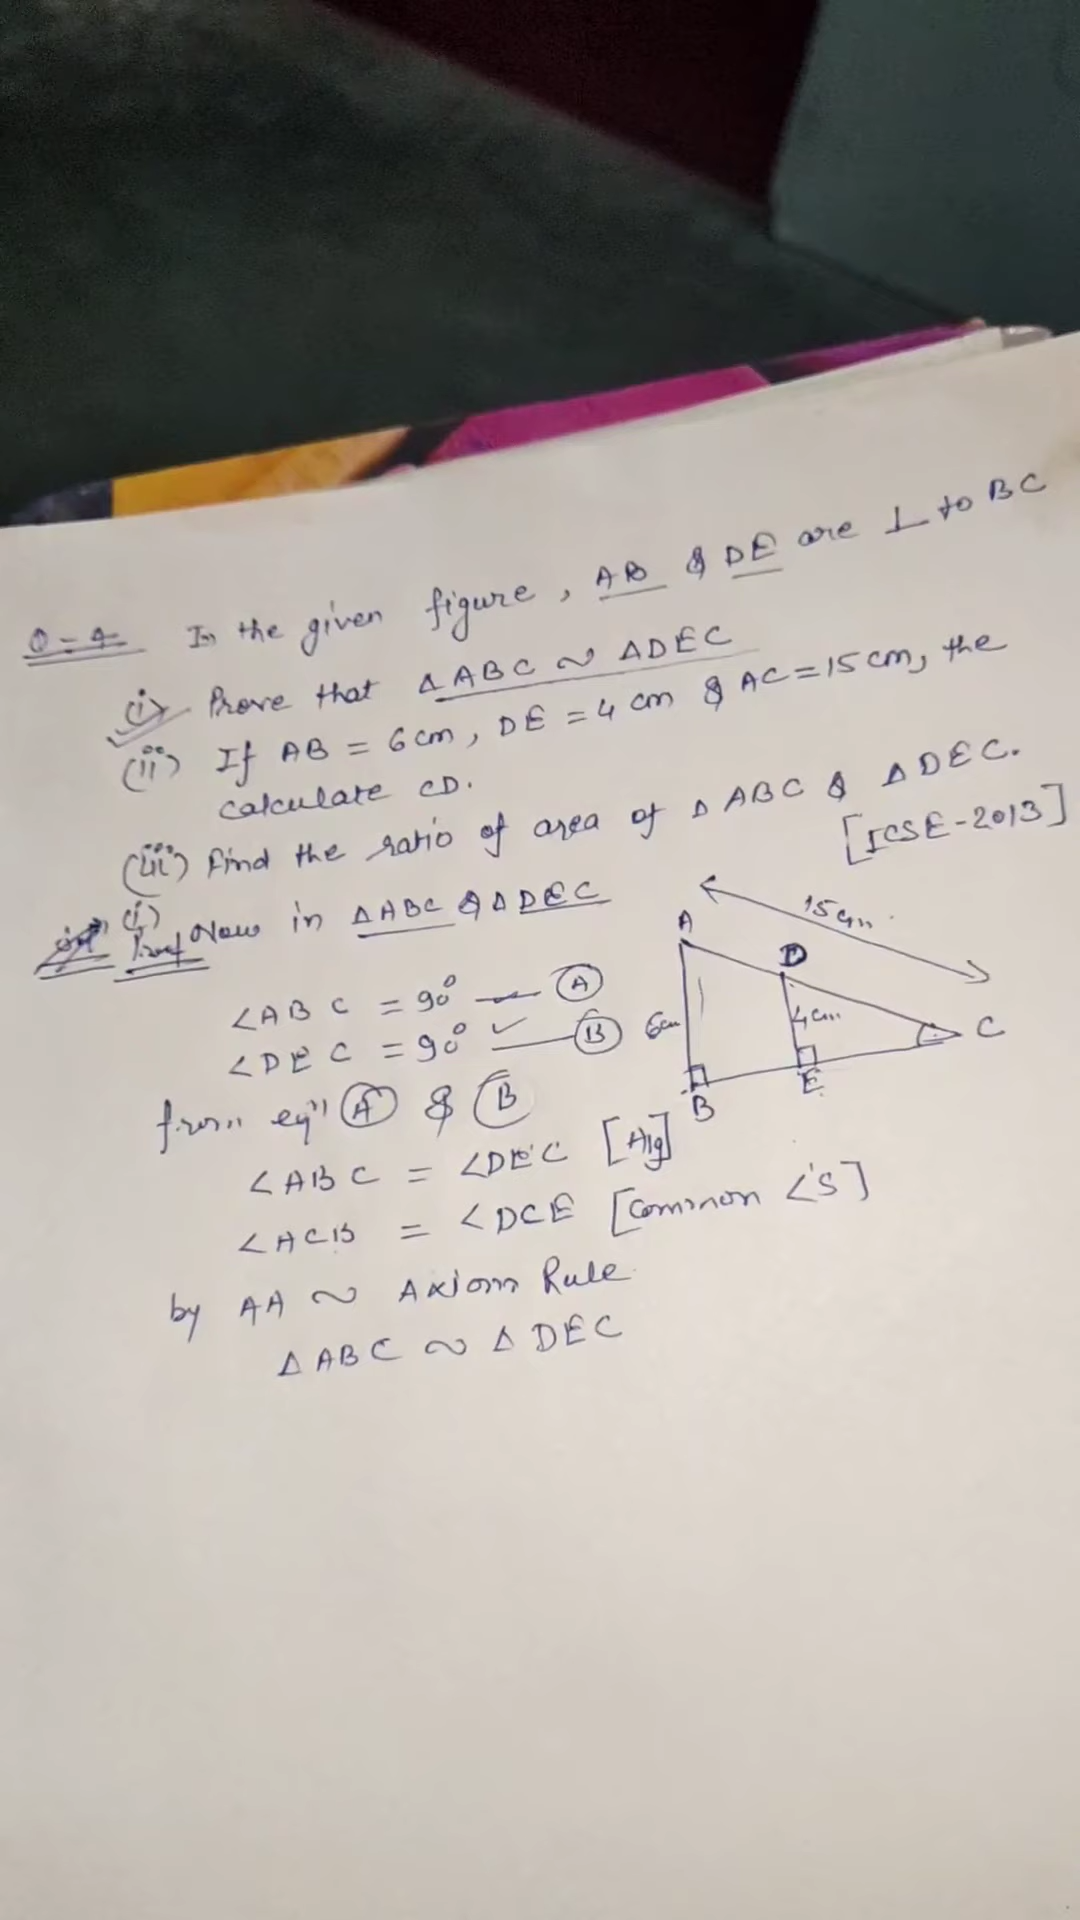 Q-4 In the given figure, AB & DE are ⊥ to BC
(i) Prove that △ABC ~ △DEC
(ii) If AB = 6cm, DE = 4 cm & AC = 15 cm, the
calculate CD.
(iii) Find the ratio of area of △ ABC & △ DEC.
[ICSE-2013]
(i)
Proof Now in △ABC & △DEC
∠ABC = 90° — (A)
∠DEC = 90° ✓ — (B)
from eqn (A) & (B)
∠ABC = ∠DEC [Alg]
∠ACB = ∠DCE [Common ∠'S]
by AA ~ Axiom Rule
△ ABC ~ △ DEC
15cm
A
D
6cm
4cm
C
B
E